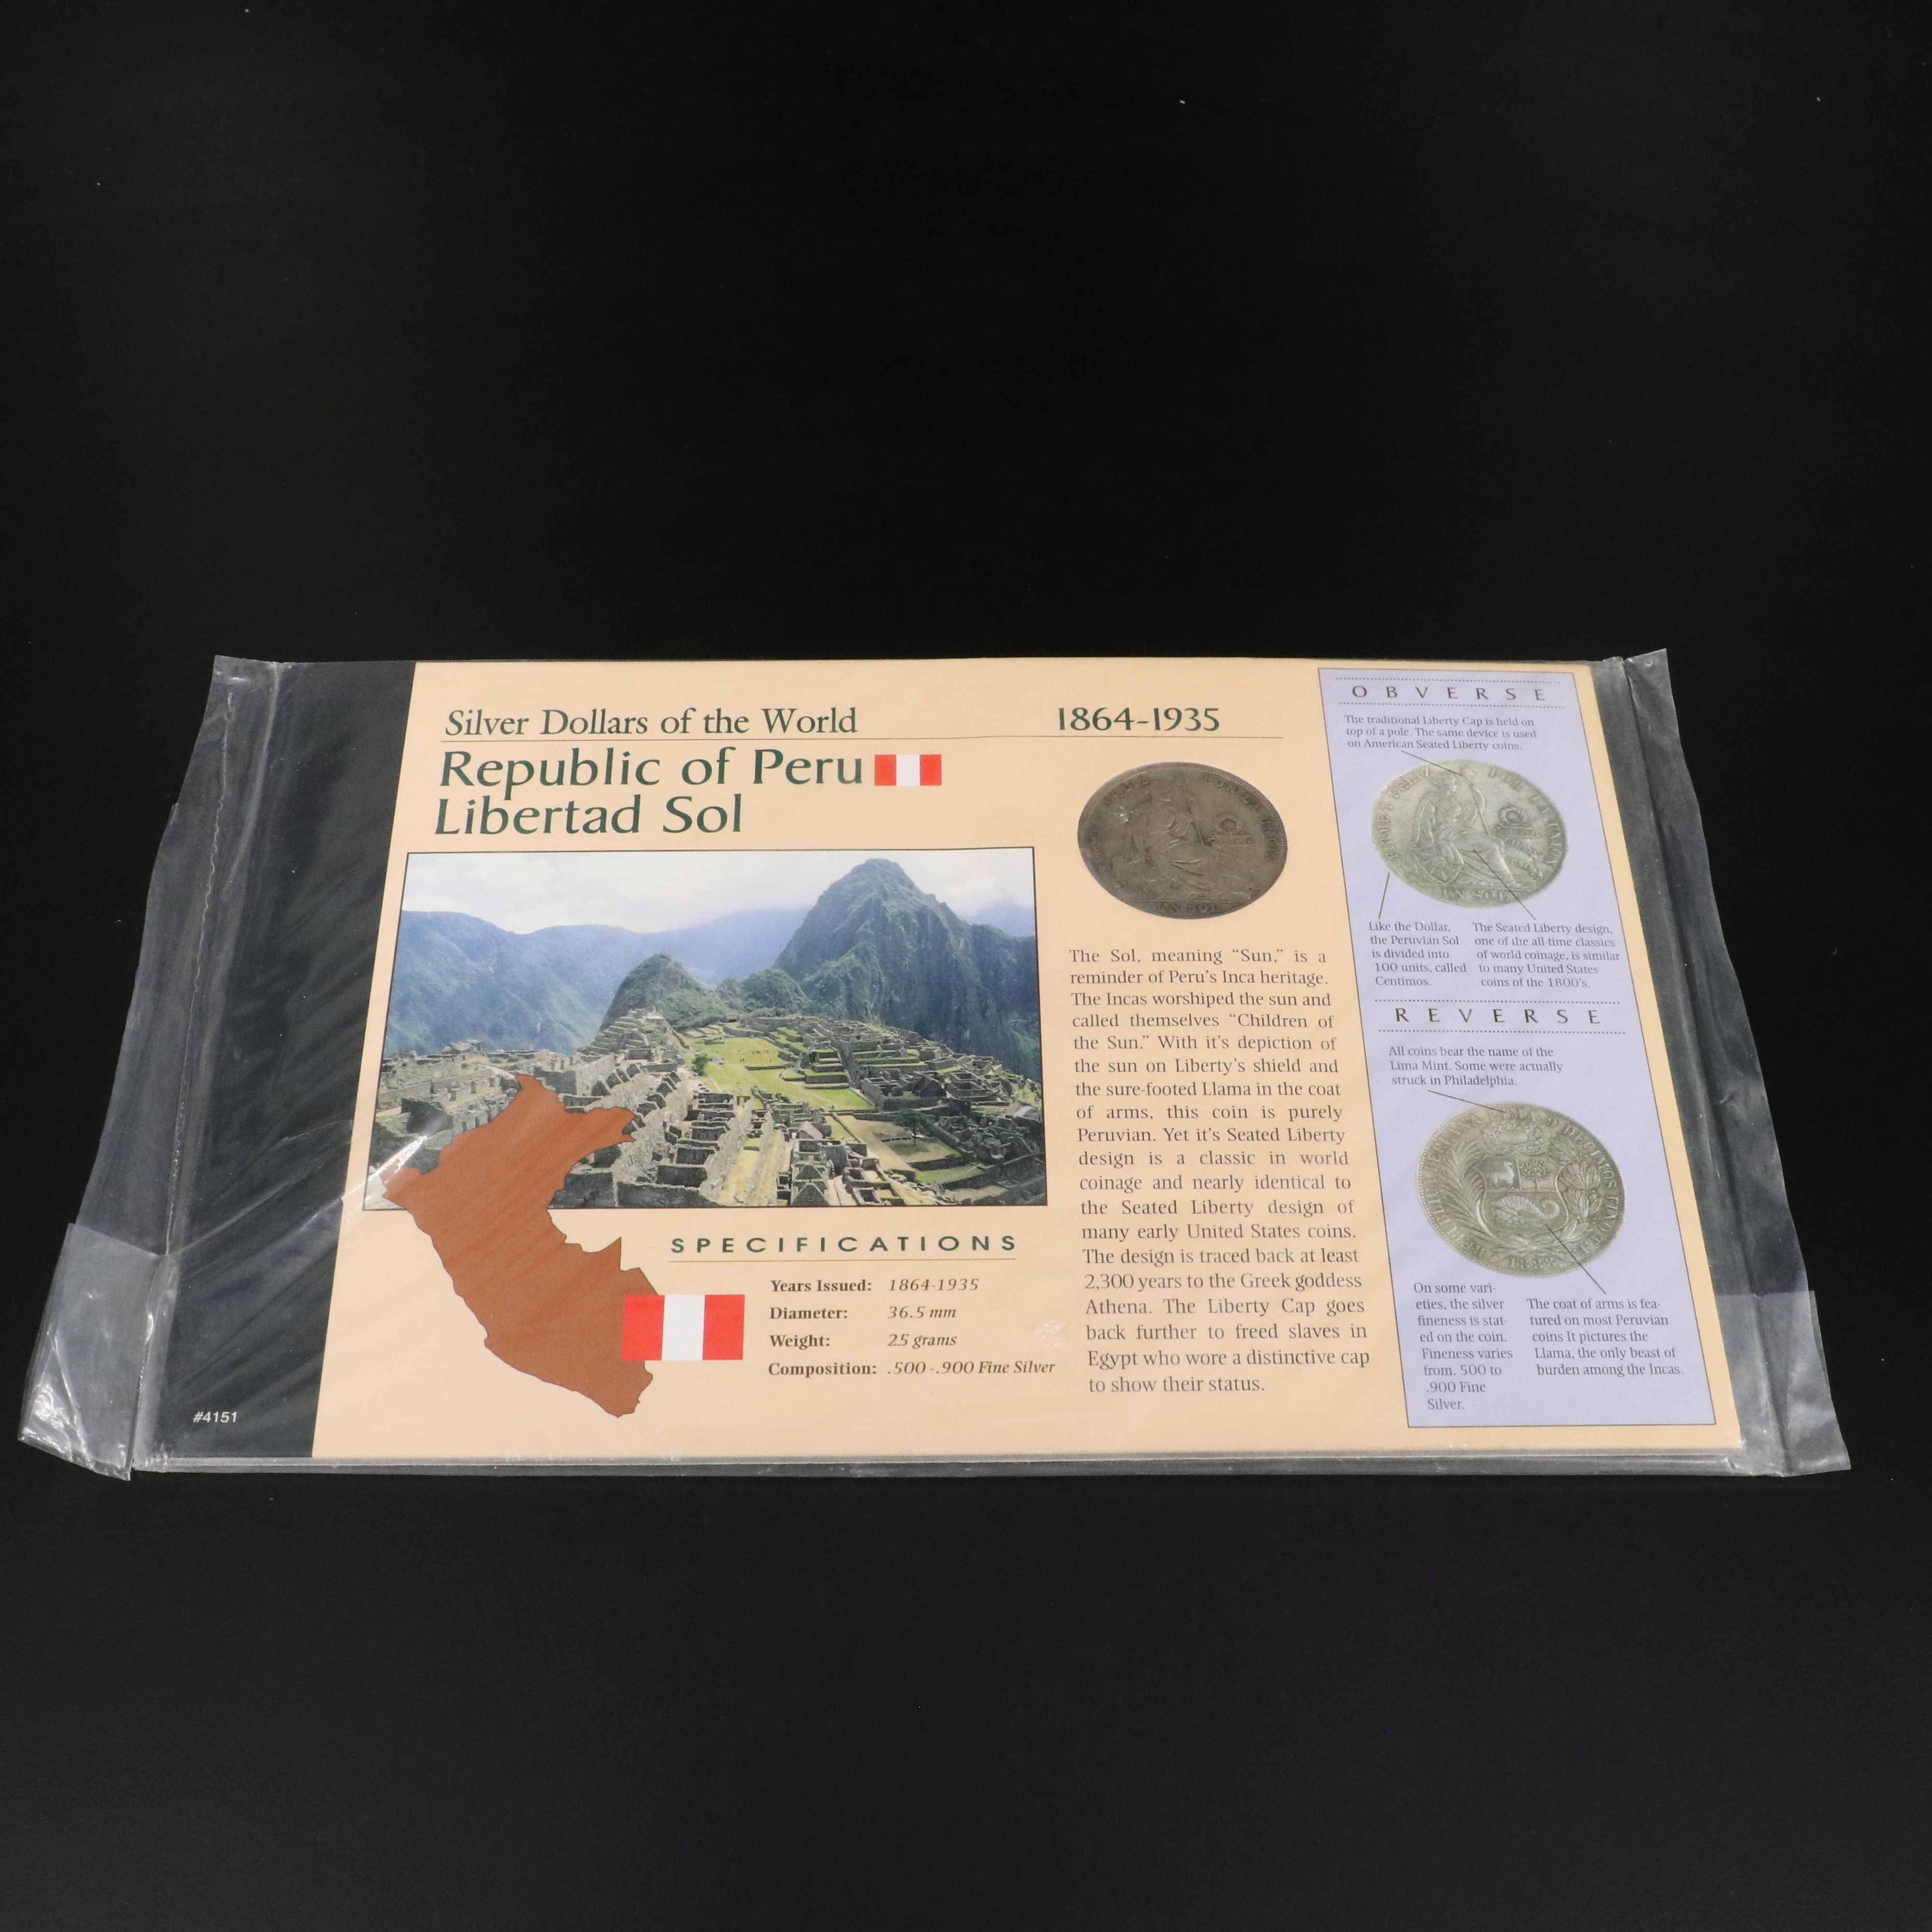 Silver Dollars of the World
1864-1935
Republic of Peru
Libertad Sol
UN SOL
The Sol, meaning “Sun,” is a
reminder of Peru’s Inca heritage.
The Incas worshiped the sun and
called themselves “Children of
the Sun.” With it’s depiction of
the sun on Liberty’s shield and
the sure-footed Llama in the coat
of arms, this coin is purely
Peruvian. Yet it’s Seated Liberty
design is a classic in world
coinage and nearly identical to
the Seated Liberty design of
many early United States coins.
The design is traced back at least
2,300 years to the Greek goddess
Athena. The Liberty Cap goes
back further to freed slaves in
Egypt who wore a distinctive cap
to show their status.
SPECIFICATIONS
Years Issued: 1864-1935
Diameter: 36.5 mm
Weight: 25 grams
Composition: .500-.900 Fine Silver
#4151
OBVERSE
The traditional Liberty Cap is held on
top of a pole. The same device is used
on American Seated Liberty coins.
UN SOL
Like the Dollar,
the Peruvian Sol
is divided into
100 units, called
Centimos.
The Seated Liberty design,
one of the all-time classics
of world coinage, is similar
to many United States
coins of the 1800’s.
REVERSE
All coins bear the name of the
Lima Mint. Some were actually
struck in Philadelphia.
On some vari-
eties, the silver
fineness is stat-
ed on the coin.
Fineness varies
from. 500 to
.900 Fine
Silver.
The coat of arms is fea-
tured on most Peruvian
coins It pictures the
Llama, the only beast of
burden among the Incas.